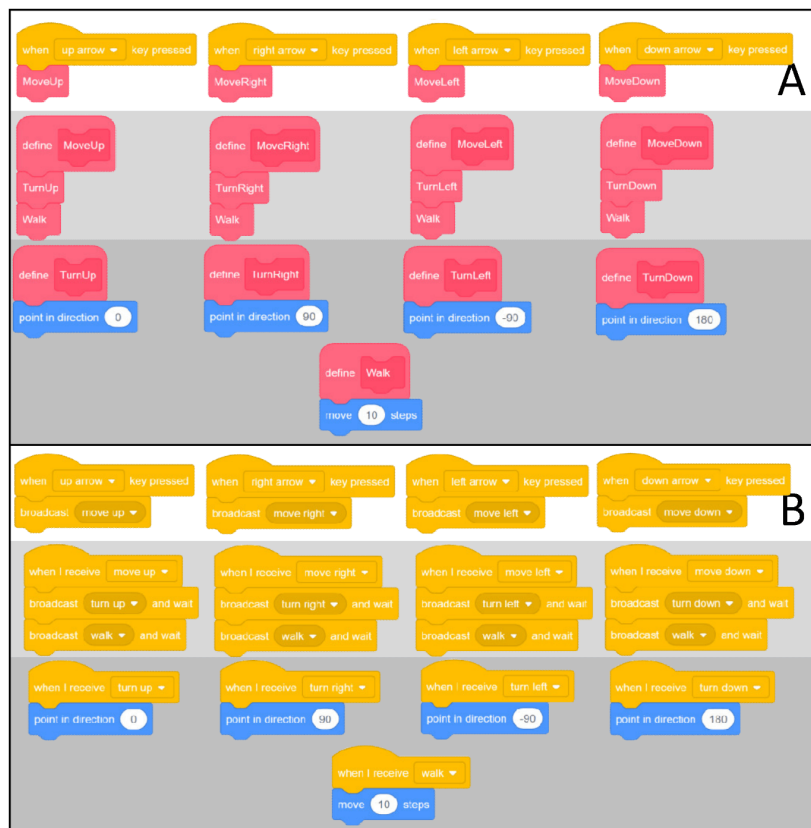 when up arrow key pressed when right arrow key pressed when left arrow key pressed when down arrow key pressed
MoveUp MoveRight MoveLeft MoveDown A
define MoveUp define MoveRight define MoveLeft define MoveDown
TurnUp TurnRight TurnLeft TurnDown
Walk Walk Walk Walk
define TurnUp define TurnRight define TurnLeft define TurnDown
point in direction 0 point in direction 90 point in direction -90 point in direction 180
define Walk
move 10 steps
when up arrow key pressed when right arrow key pressed when left arrow key pressed when down arrow key pressed
broadcast move up broadcast move right broadcast move left broadcast move down B
when I receive move up when I receive move right when I receive move left when I receive move down
broadcast turn up and wait broadcast turn right and wait broadcast turn left and wait broadcast turn down and wait
broadcast walk and wait broadcast walk and wait broadcast walk and wait broadcast walk and wait
when I receive turn up when I receive turn right when I receive turn left when I receive turn down
point in direction 0 point in direction 90 point in direction -90 point in direction 180
when I receive walk
move 10 steps